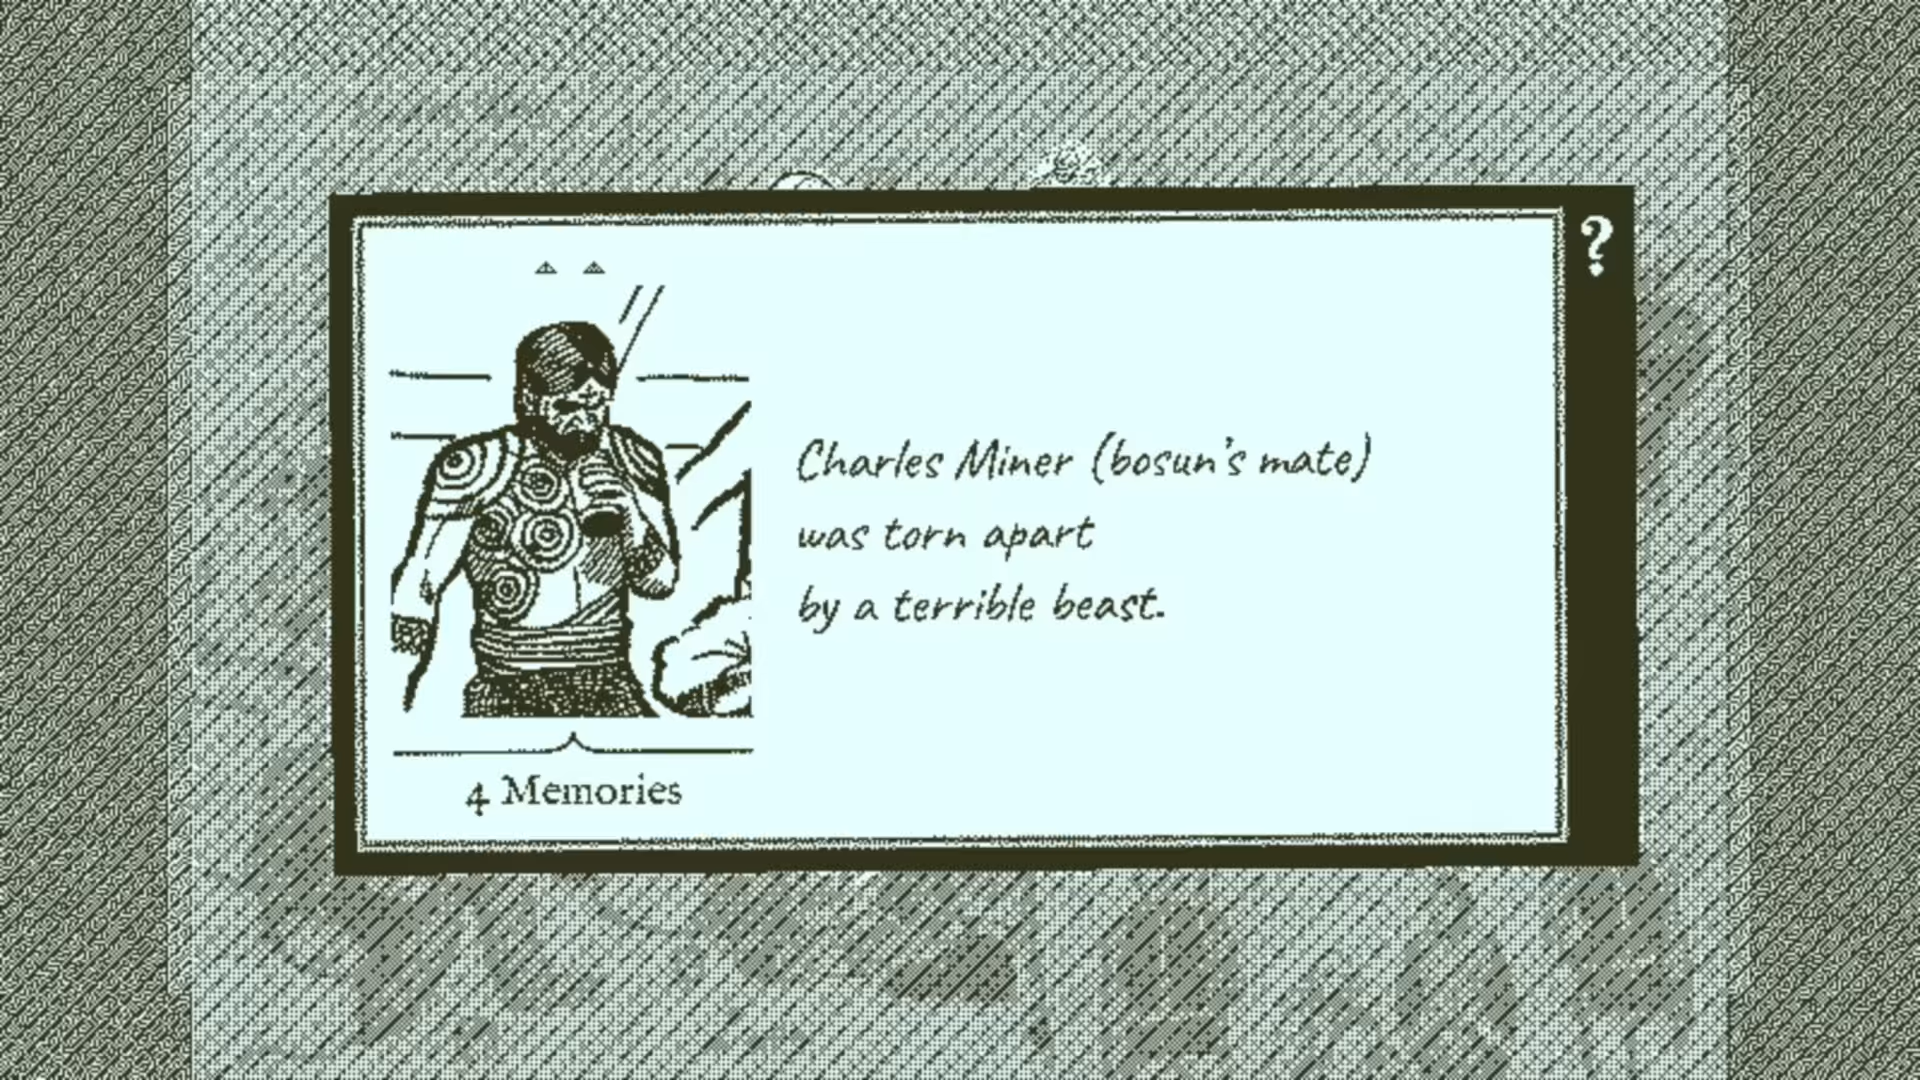 ?
Charles Miner (bosun's mate)
was torn apart
by a terrible beast.
4 Memories